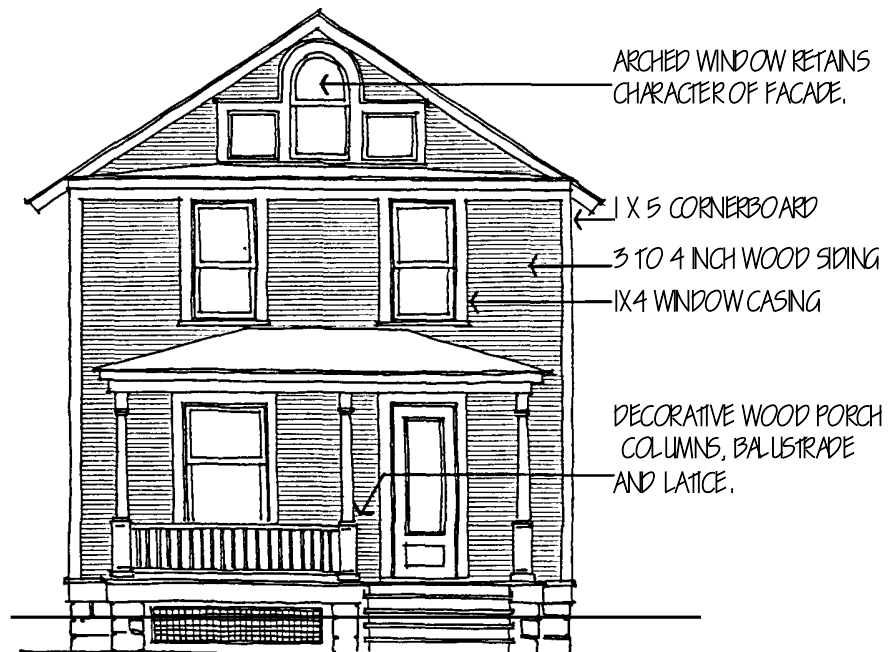 ARCHED WINDOW RETAINS
CHARACTER OF FACADE.
1 X 5 CORNERBOARD
3 TO 4 INCH WOOD SIDING
1X4 WINDOW CASING
DECORATIVE WOOD PORCH
COLUMNS, BALUSTRADE
AND LATICE.